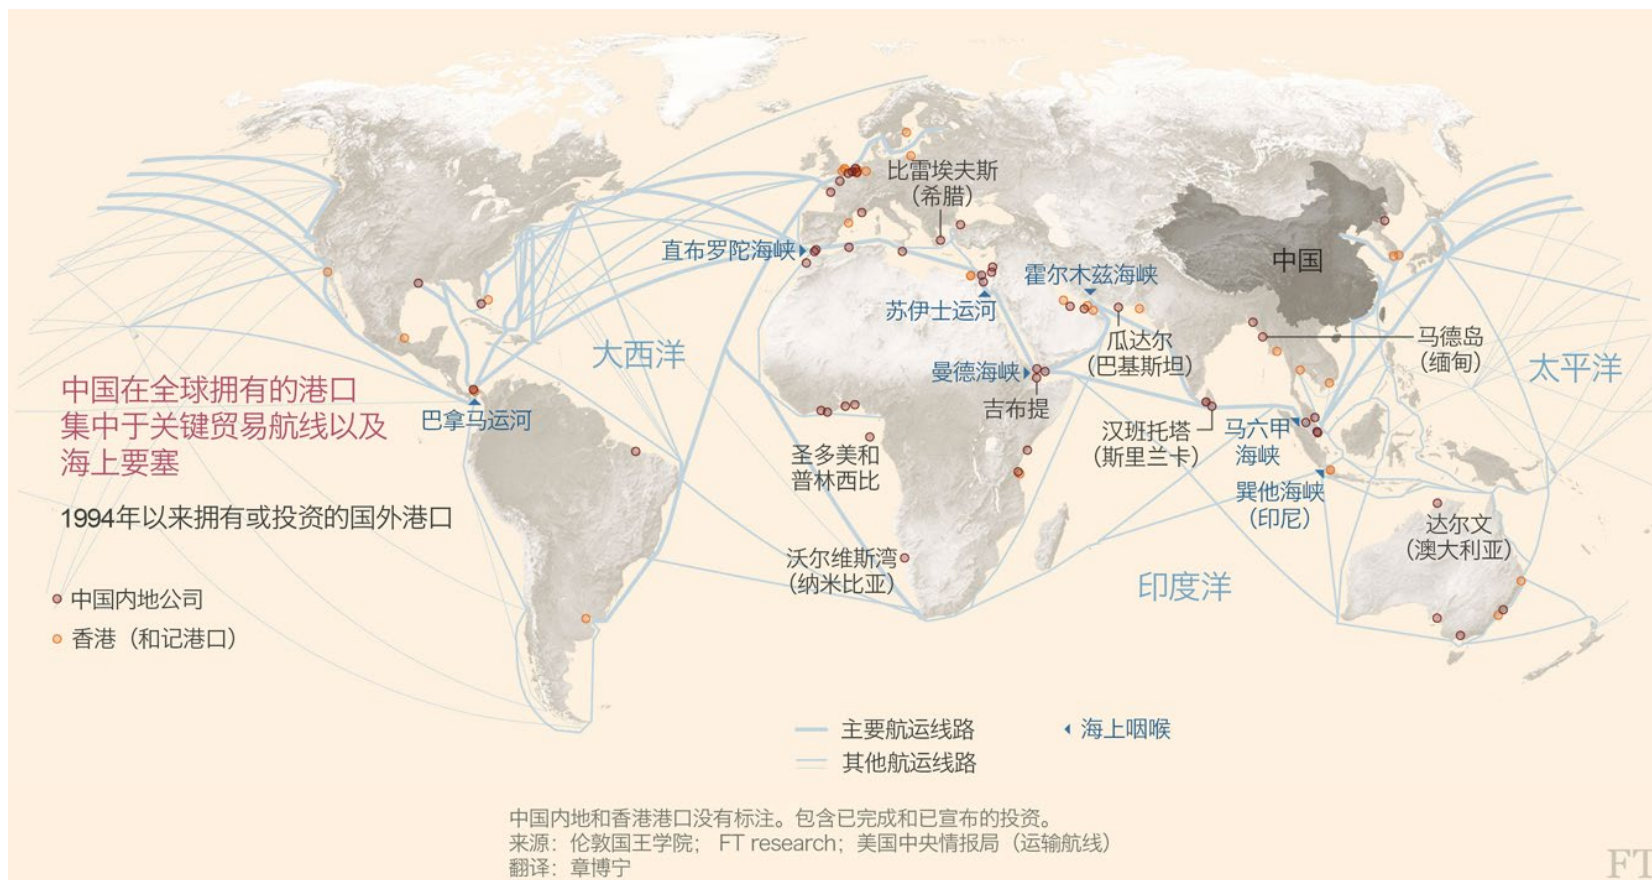 中国在全球拥有的港口
集中于关键贸易航线以及
海上要塞
1994年以来拥有或投资的国外港口
中国内地公司
香港（和记港口）
大西洋
巴拿马运河
直布罗陀海峡
比雷埃夫斯
（希腊）
苏伊士运河
霍尔木兹海峡
曼德海峡
吉布提
瓜达尔
（巴基斯坦）
中国
马德岛
（缅甸）
太平洋
圣多美和
普林西比
汉班托塔
（斯里兰卡）
马六甲
海峡
巽他海峡
（印尼）
达尔文
（澳大利亚）
沃尔维斯湾
（纳米比亚）
印度洋
主要航运线路
海上咽喉
其他航运线路
中国内地和香港港口没有标注。包含已完成和已宣布的投资。
来源：伦敦国王学院； FT research；美国中央情报局（运输航线）
翻译：章博宁
FT